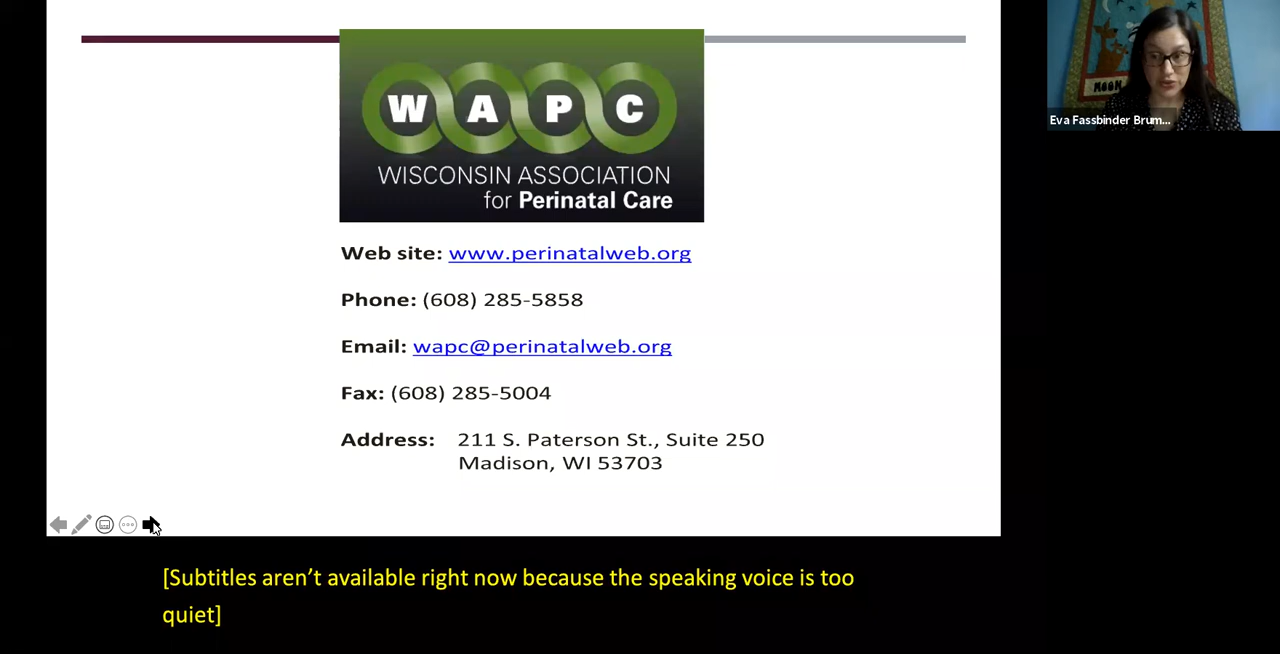 W A P C
WISCONSIN ASSOCIATION
for Perinatal Care
Web site: www.perinatalweb.org
Phone: (608) 285-5858
Email: wapc@perinatalweb.org
Fax: (608) 285-5004
Address: 211 S. Paterson St., Suite 250
Madison, WI 53703
MOON
Eva Fassbinder Brum...
[Subtitles aren't available right now because the speaking voice is too
quiet]